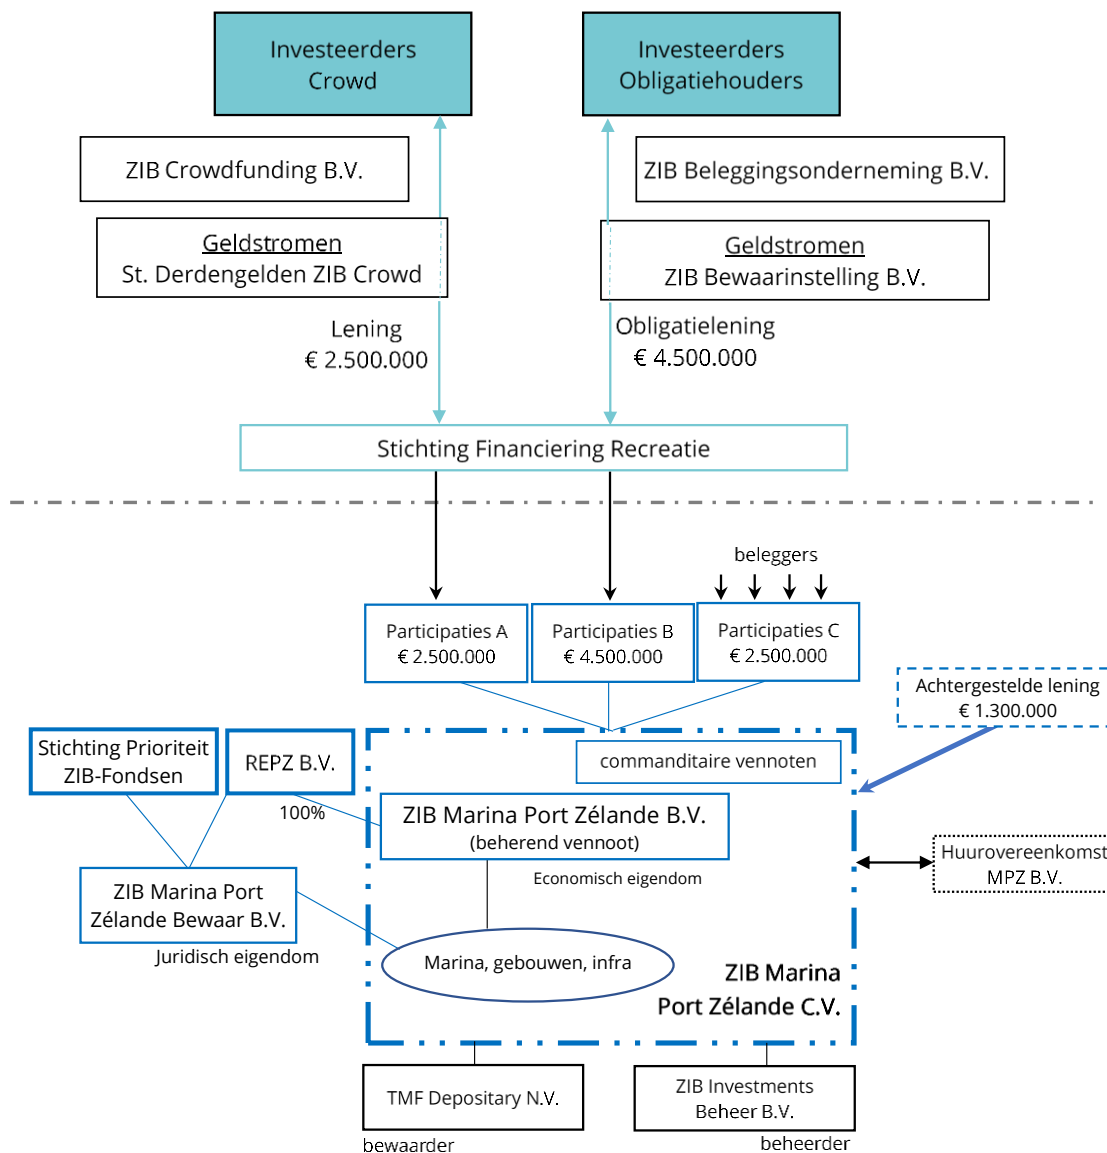 Investeerders
Crowd
Investeerders
Obligatiehouders
ZIB Crowdfunding B.V.
ZIB Beleggingsonderneming B.V.
Geldstromen
St. Derdengelden ZIB Crowd
Geldstromen
ZIB Bewaarinstelling B.V.
Lening
€ 2.500.000
Obligatielening
€ 4.500.000
Stichting Financiering Recreatie
beleggers
Participaties A
€ 2.500.000
Participaties B
€ 4.500.000
Participaties C
€ 2.500.000
Achtergestelde lening
€ 1.300.000
Stichting Prioriteit
ZIB-Fondsen
REPZ B.V.
commanditaire vennoten
100%
ZIB Marina Port Zélande B.V.
(beherend vennoot)
Huurovereenkomst
MPZ B.V.
Economisch eigendom
ZIB Marina Port
Zélande Bewaar B.V.
Juridisch eigendom
Marina, gebouwen, infra
ZIB Marina
Port Zélande C.V.
TMF Depositary N.V.
bewaarder
ZIB Investments
Beheer B.V.
beheerder